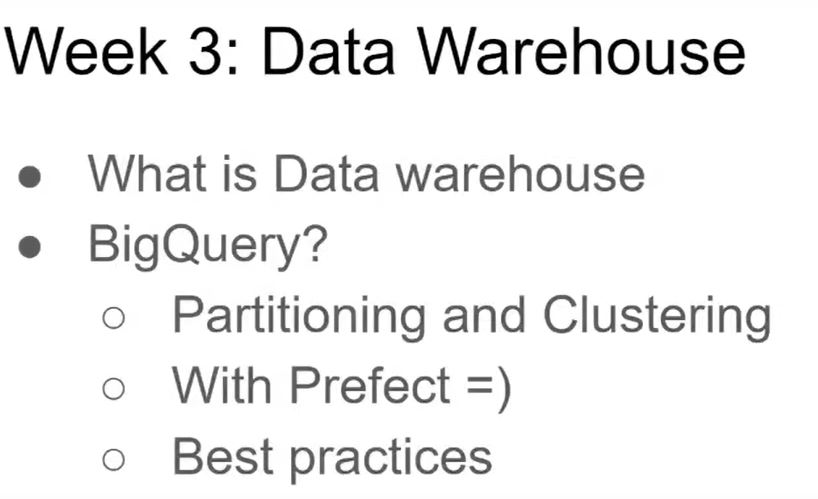 Week 3: Data Warehouse
● What is Data warehouse
● BigQuery?
○ Partitioning and Clustering
○ With Prefect =)
○ Best practices